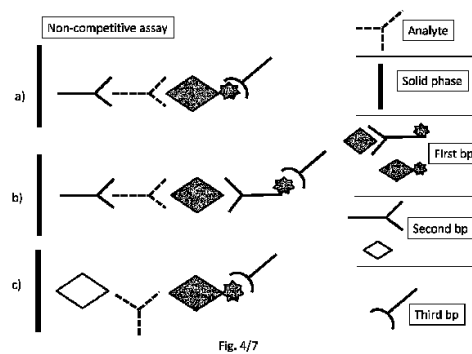 Non-competitive assay
Analyte
a)
Solid phase
First bp
b)
Second bp
c)
Third bp
Fig. 4/7